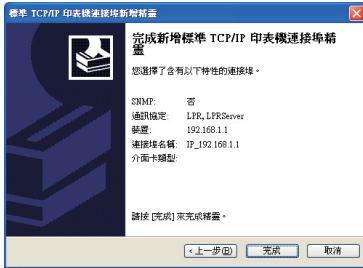 標準 TCP/IP 印表機連接埠新增精靈
完成新增標準 TCP/IP 印表機連接埠精
靈
您選擇了含有以下特性的連接埠。
SNMP: 否
通訊協定: LPR, LPRServer
裝置: 192.168.1.1
連接埠名稱: IP_192.168.1.1
介面卡類型:
請按 [完成] 來完成精靈。
<上一步(B) 完成 取消